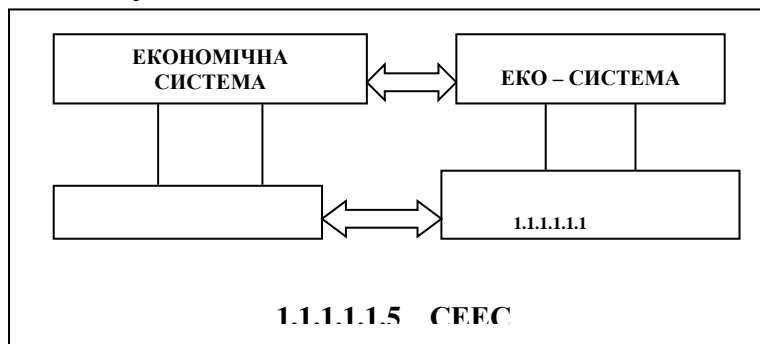 ЕКОНОМІЧНА
СИСТЕМА
ЕКО – СИСТЕМА
1.1.1.1.1.1
1.1.1.1.1.5 СЕЕС